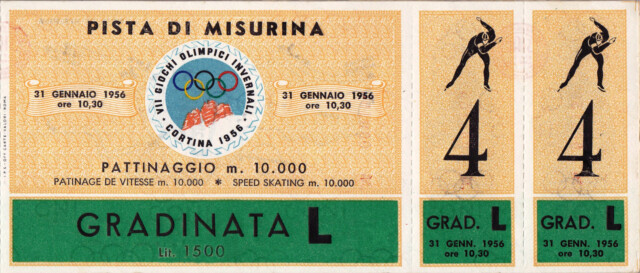 PISTA DI MISURINA
VII GIOCHI OLIMPICI INVERNALI
CORTINA 1956
31 GENNAIO 1956
ore 10,30
31 GENNAIO 1956
ore 10,30
PATTINAGGIO m. 10.000
PATINAGE DE VITESSE m. 10.000 * SPEED SKATING m. 10.000
GRADINATA L
Lit. 1500
4
GRAD. L
31 GENN. 1956
ore 10,30
4
GRAD. L
31 GENN. 1956
ore 10,30